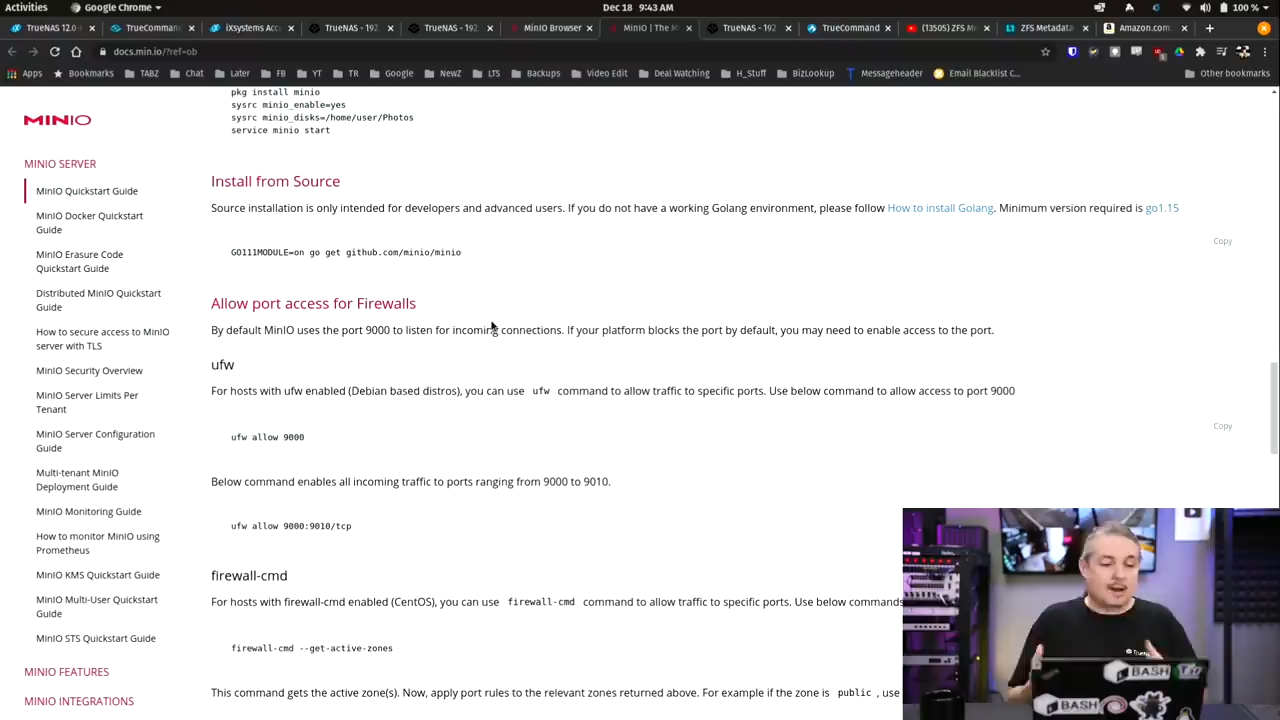 Activities
Google Chrome
Dec 18 9:43 AM
100 %
TrueNAS 12.0-
TrueCommand
iXsystems Acc
TrueNAS - 192
TrueNAS - 192
MinIO Browser
MinIO | The M
TrueNAS - 192
TrueComman
(13505) ZFS Me
ZFS Metadata
Amazon.com:
docs.min.io/?ref=ob
Apps
TABZ
Chat
Later
FB
YT
TR
Google
NewZ
LTS
Backups
Video Edit
Deal Watching
H_Stuff
BizLookup
Messageheader
Email Blacklist C...
Other bookmarks
MINIO
MINIO SERVER
MinIO Quickstart Guide
MinIO Docker Quickstart
Guide
MinIO Erasure Code
Quickstart Guide
Distributed MinIO Quickstart
Guide
How to secure access to MinIO
server with TLS
MinIO Security Overview
MinIO Server Limits Per
Tenant
MinIO Server Configuration
Guide
Multi-tenant MinIO
Deployment Guide
MinIO Monitoring Guide
How to monitor MinIO using
Prometheus
MinIO KMS Quickstart Guide
MinIO Multi-User Quickstart
Guide
MinIO STS Quickstart Guide
MINIO FEATURES
MINIO INTEGRATIONS
pkg install minio
sysrc minio_enable=yes
sysrc minio_disks=/home/user/Photos
service minio start
Install from Source
Source installation is only intended for developers and advanced users. If you do not have a working Golang environment, please follow How to install Golang. Minimum version required is go1.15
Copy
GO111MODULE=on go get github.com/minio/minio
Allow port access for Firewalls
By default MinIO uses the port 9000 to listen for incoming connections. If your platform blocks the port by default, you may need to enable access to the port.
ufw
For hosts with ufw enabled (Debian based distros), you can use ufw command to allow traffic to specific ports. Use below command to allow access to port 9000
Copy
ufw allow 9000
Below command enables all incoming traffic to ports ranging from 9000 to 9010.
ufw allow 9000:9010/tcp
firewall-cmd
For hosts with firewall-cmd enabled (CentOS), you can use firewall-cmd command to allow traffic to specific ports. Use below commands
firewall-cmd --get-active-zones
This command gets the active zone(s). Now, apply port rules to the relevant zones returned above. For example if the zone is public , use
BASH
BASH